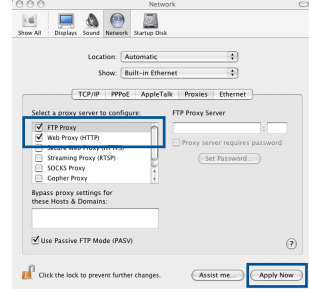 Network
Show All Displays Sound Network Startup Disk
Location: Automatic
Show: Built-in Ethernet
TCP/IP PPPoE AppleTalk Proxies Ethernet
Select a proxy server to configure: FTP Proxy Server
FTP Proxy :
Web Proxy (HTTP)
Secure Web Proxy (HTTPS) Proxy server requires password
Streaming Proxy (RTSP) Set Password...
SOCKS Proxy
Gopher Proxy
Bypass proxy settings for
these Hosts & Domains:
Use Passive FTP Mode (PASV) ?
Click the lock to prevent further changes. Assist me... Apply Now